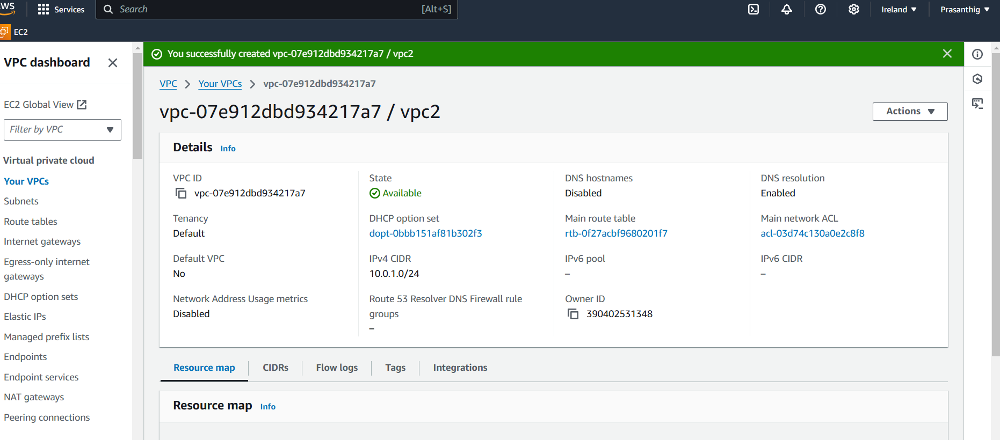 WS
Services
Search
[Alt+S]
Ireland
Prasanthig
EC2
VPC dashboard
EC2 Global View
Filter by VPC
Virtual private cloud
Your VPCs
Subnets
Route tables
Internet gateways
Egress-only internet
gateways
DHCP option sets
Elastic IPs
Managed prefix lists
Endpoints
Endpoint services
NAT gateways
Peering connections
You successfully created vpc-07e912dbd934217a7 / vpc2
VPC
Your VPCs
vpc-07e912dbd934217a7
vpc-07e912dbd934217a7 / vpc2
Actions
Details Info
VPC ID
vpc-07e912dbd934217a7
State
Available
DNS hostnames
Disabled
DNS resolution
Enabled
Tenancy
Default
DHCP option set
dopt-0bbb151af81b302f3
Main route table
rtb-0f27acbf9680201f7
Main network ACL
acl-03d74c130a0e2c8f8
Default VPC
No
IPv4 CIDR
10.0.1.0/24
IPv6 pool
–
IPv6 CIDR
–
Network Address Usage metrics
Disabled
Route 53 Resolver DNS Firewall rule
groups
–
Owner ID
390402531348
Resource map
CIDRs
Flow logs
Tags
Integrations
Resource map Info